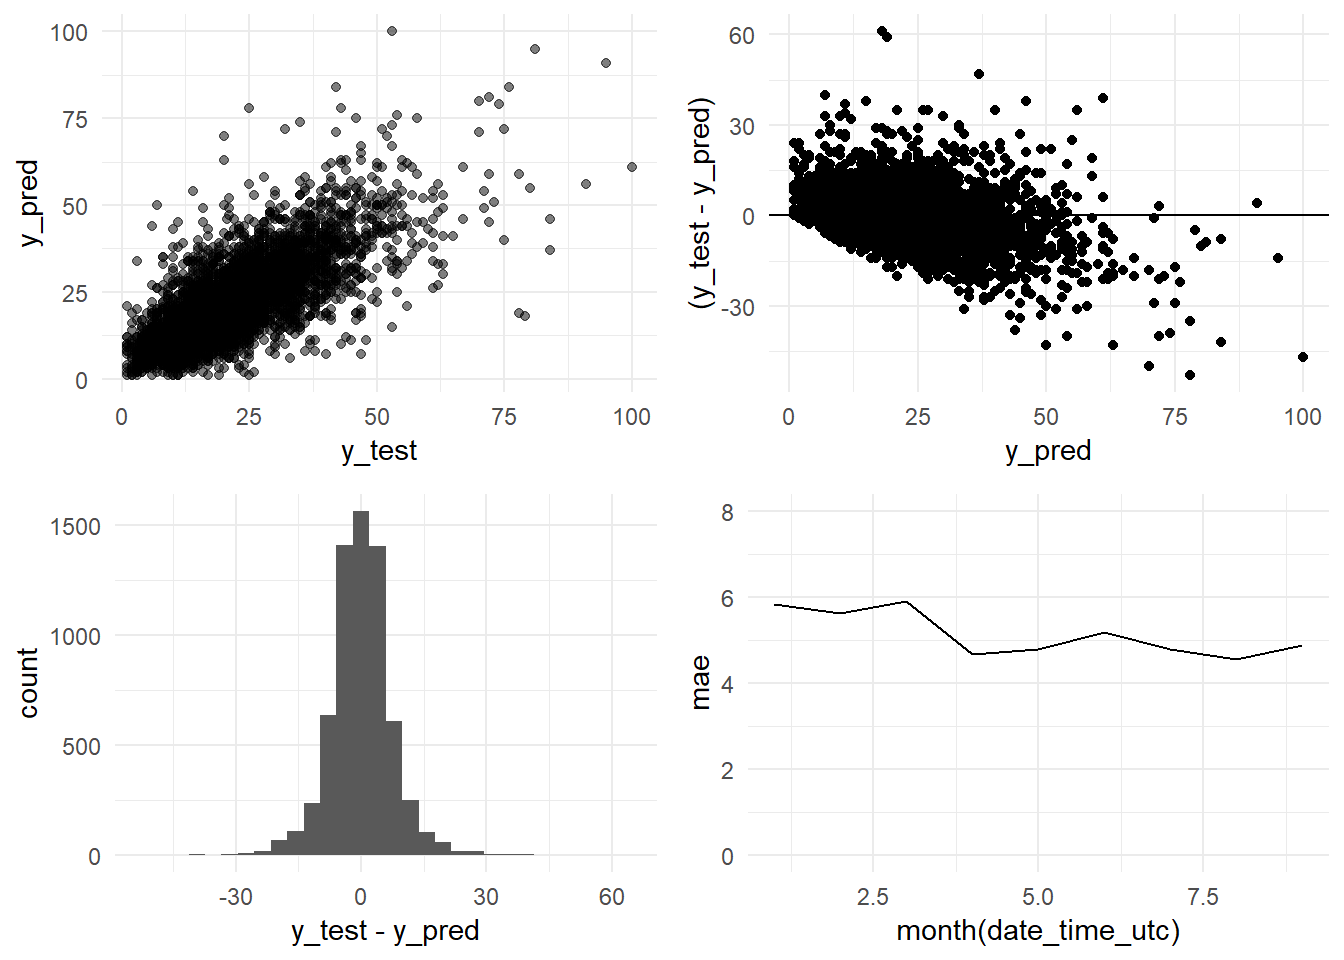 100
75
50
25
0
y_pred
0 25 50 75 100
y_test
60
30
0
-30
(y_test - y_pred)
0 25 50 75 100
y_pred
1500
1000
500
0
count
-30 0 30 60
y_test - y_pred
8
6
4
2
0
mae
2.5 5.0 7.5
month(date_time_utc)